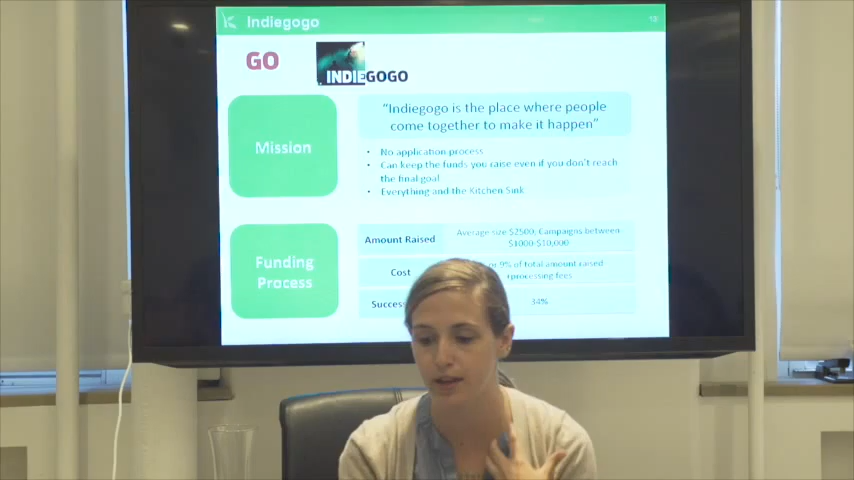 Indiegogo
18
GO
INDIEGOGO
Mission
“Indiegogo is the place where people
come together to make it happen”
• No application process
• Can keep the funds you raise even if you don't reach
the final goal
• Everything and the Kitchen Sink
Funding
Process
Amount Raised
Average size $2500, Campaigns between
$1000-$10,000
Cost
or 9% of total amount raised
+processing fees
Success
34%